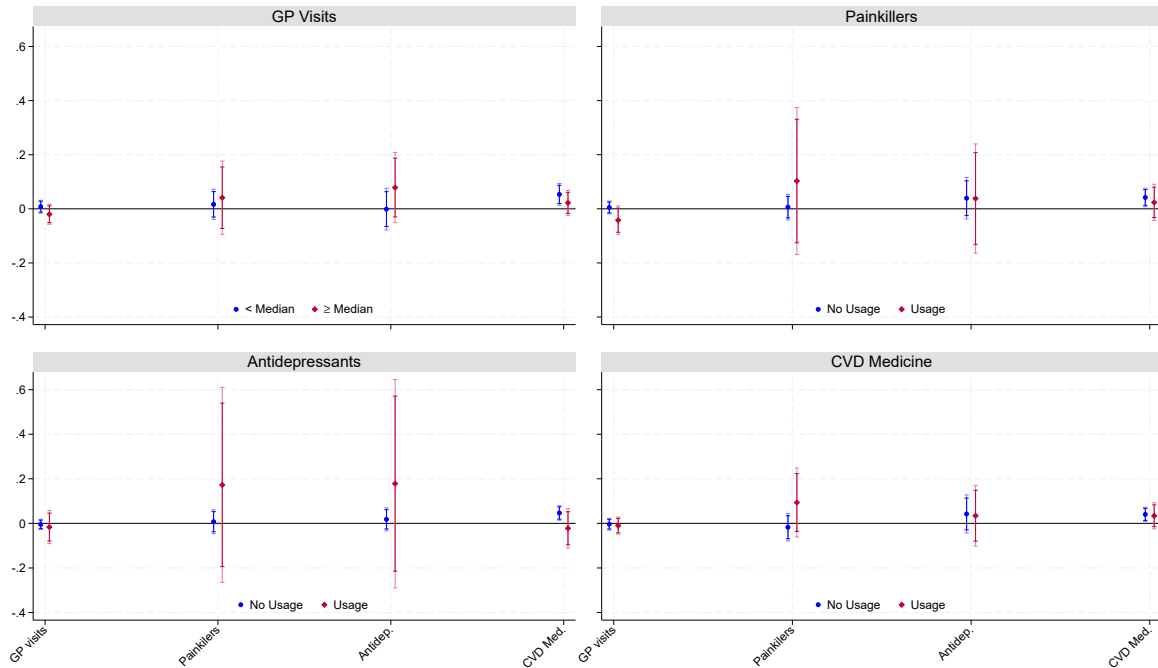 GP Visits
Painkillers
.6
.4
.2
0
-.2
-.4
< Median ≥ Median
No Usage Usage
Antidepressants
CVD Medicine
.6
.4
.2
0
-.2
-.4
No Usage Usage
No Usage Usage
GP visits
Painkilers
Antidep.
CVD Med.
GP visits
Painkillers
Antidep.
CVD Med.